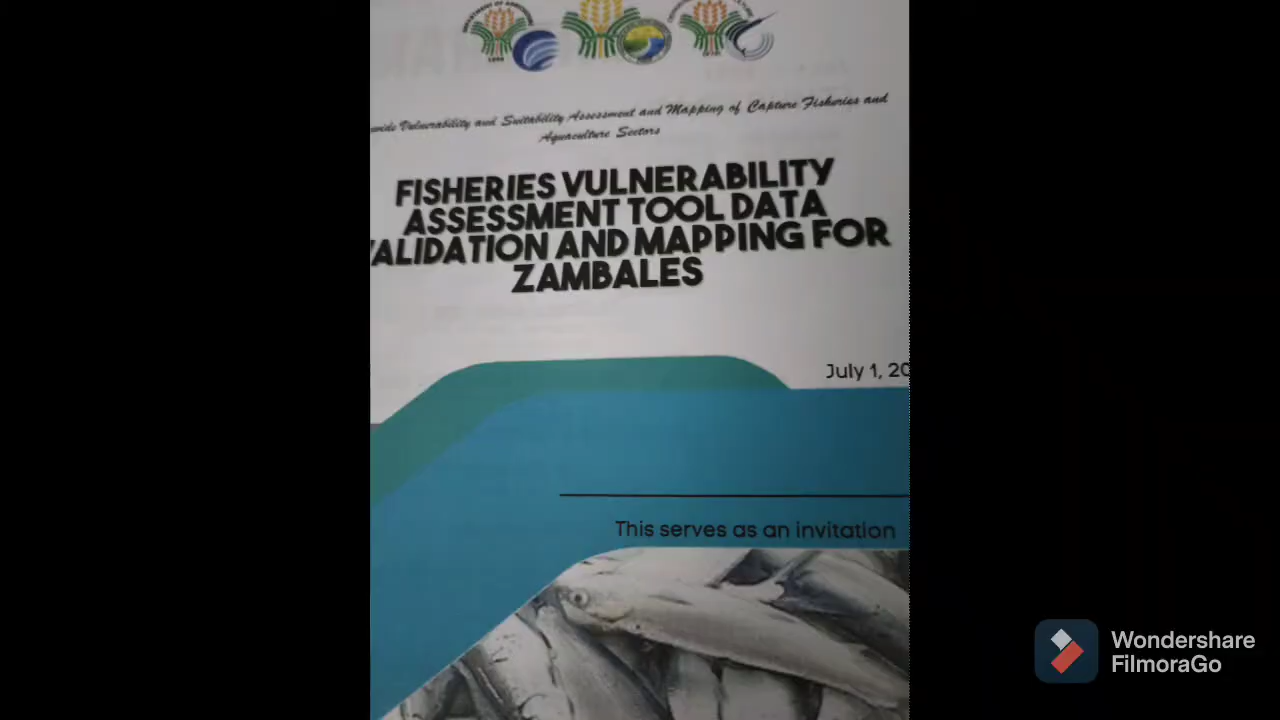 Vulnerability and Suitability Assessment and Mapping of Capture Fisheries and
Aquaculture Sectors
FISHERIES VULNERABILITY
ASSESSMENT TOOL DATA
VALIDATION AND MAPPING FOR
ZAMBALES
July 1, 20
This serves as an invitation
Wondershare
FilmoraGo